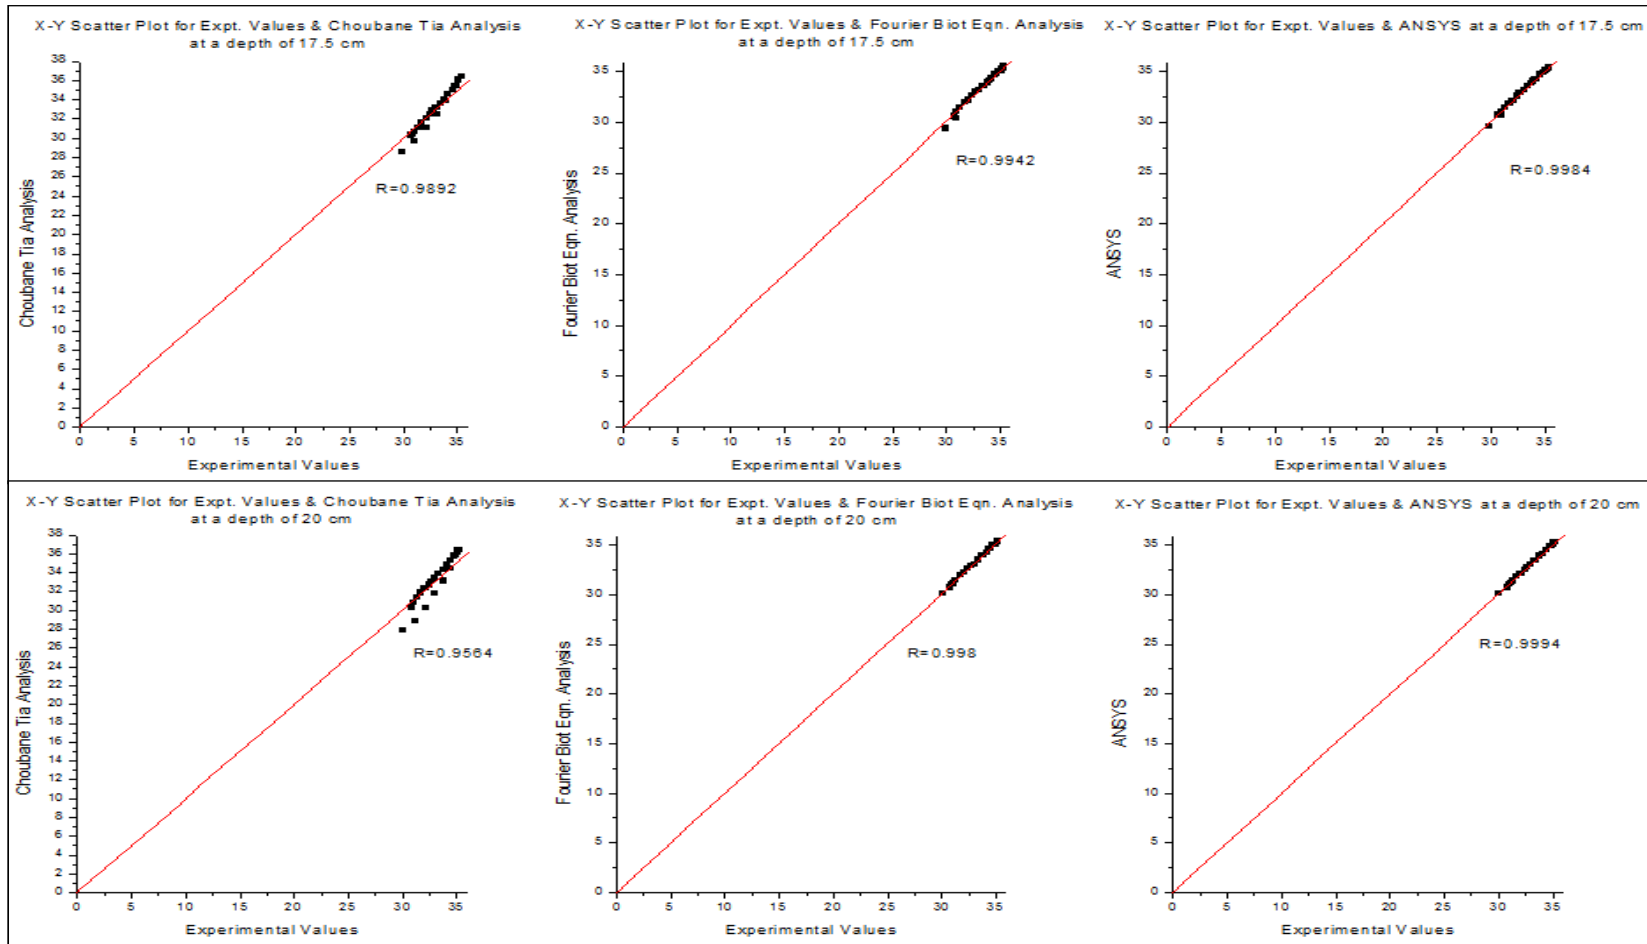 X-Y Scatter Plot for Expt. Values & Choubane Tia Analysis
at a depth of 17.5 cm
38
36
34
32
30
28
26
24
22
20
18
16
14
12
10
8
6
4
2
0
Choubane Tia Analysis
R=0.9892
0 5 10 15 20 25 30 35
Experimental Values
X-Y Scatter Plot for Expt. Values & Fourier Biot Eqn. Analysis
at a depth of 17.5 cm
35
30
25
20
15
10
5
0
Fourier Biot Eqn. Analysis
R=0.9942
0 5 10 15 20 25 30 35
Experimental Values
X-Y Scatter Plot for Expt. Values & ANSYS at a depth of 17.5 cm
35
30
25
20
15
10
5
0
ANSYS
R=0.9984
0 5 10 15 20 25 30 35
Experimental Values
X-Y Scatter Plot for Expt. Values & Choubane Tia Analysis
at a depth of 20 cm
38
36
34
32
30
28
26
24
22
20
18
16
14
12
10
8
6
4
2
0
Choubane Tia Analysis
R=0.9564
0 5 10 15 20 25 30 35
Experimental Values
X-Y Scatter Plot for Expt. Values & Fourier Biot Eqn. Analysis
at a depth of 20 cm
35
30
25
20
15
10
5
0
Fourier Biot Eqn. Analysis
R=0.998
0 5 10 15 20 25 30 35
Experimental Values
X-Y Scatter Plot for Expt. Values & ANSYS at a depth of 20 cm
35
30
25
20
15
10
5
0
ANSYS
R=0.9994
0 5 10 15 20 25 30 35
Experimental Values